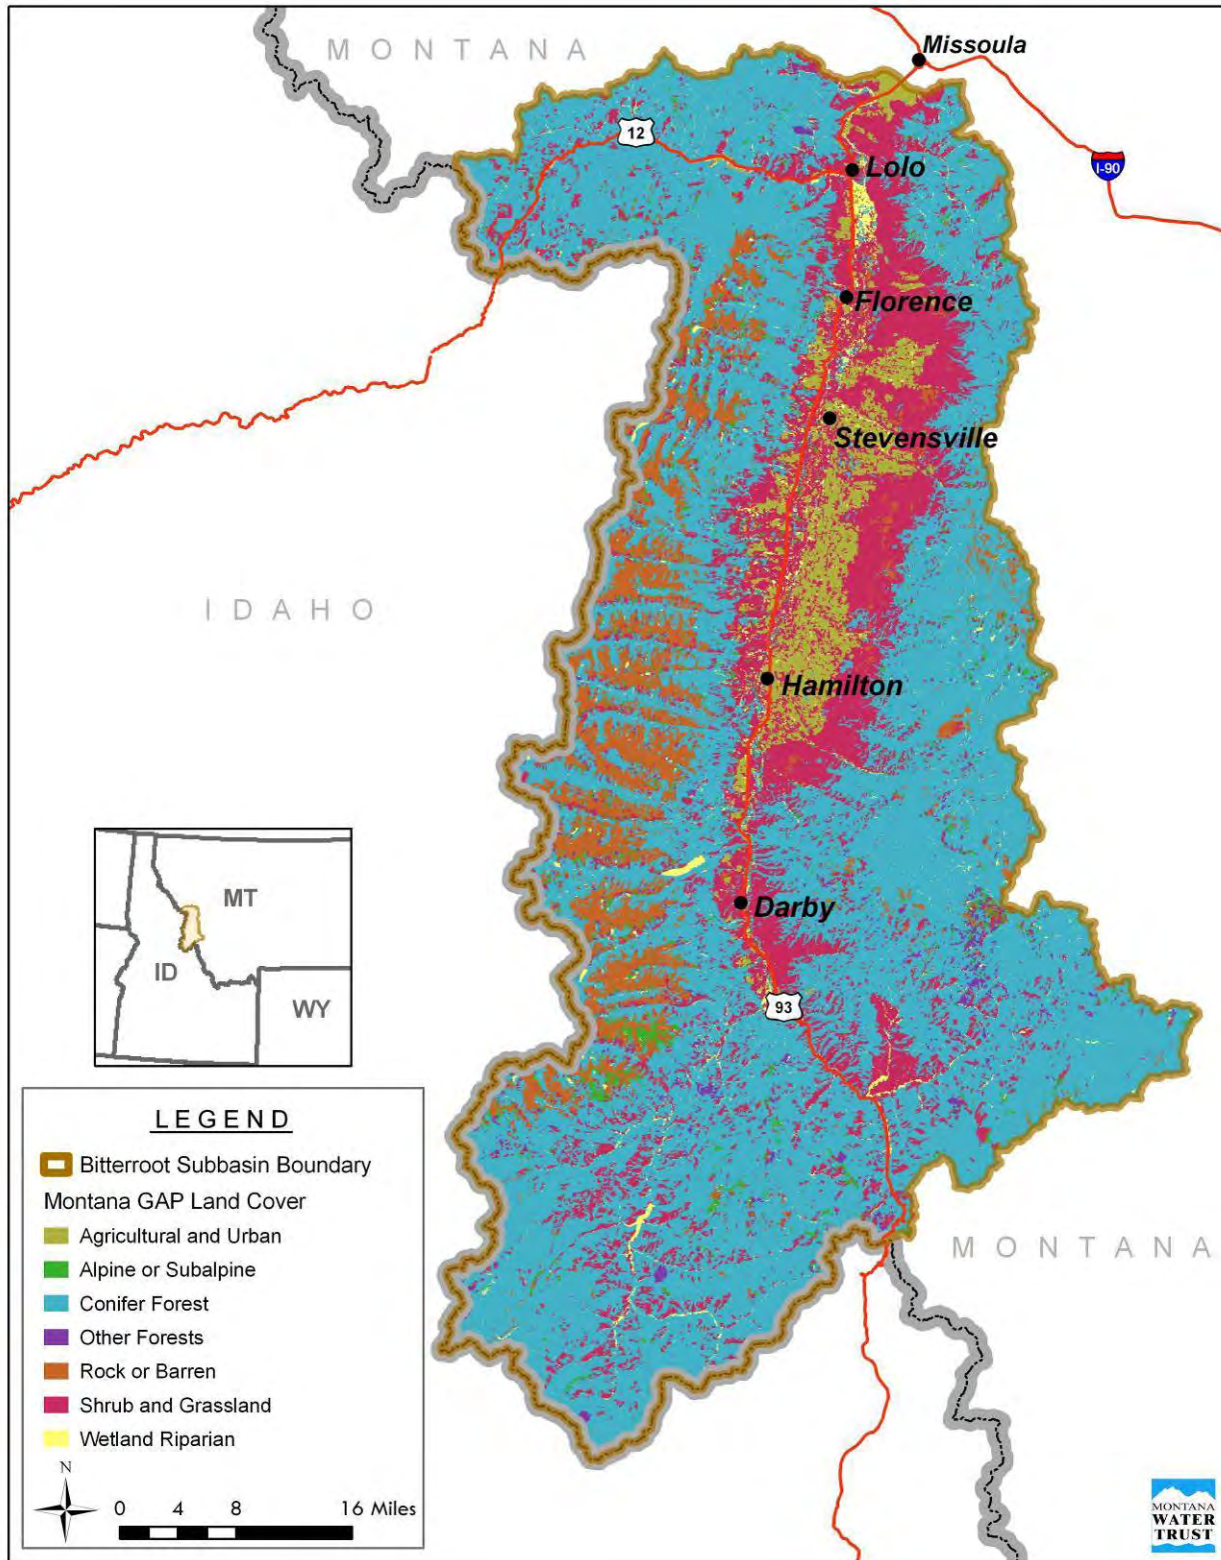 MONTANA
Missoula
12
I-90
Lolo
Florence
Stevensville
IDAHO
Hamilton
MT
ID
WY
Darby
93
MONTANA
LEGEND
Bitterroot Subbasin Boundary
Montana GAP Land Cover
Agricultural and Urban
Alpine or Subalpine
Conifer Forest
Other Forests
Rock or Barren
Shrub and Grassland
Wetland Riparian
N
0 4 8 16 Miles
MONTANA
WATER
TRUST